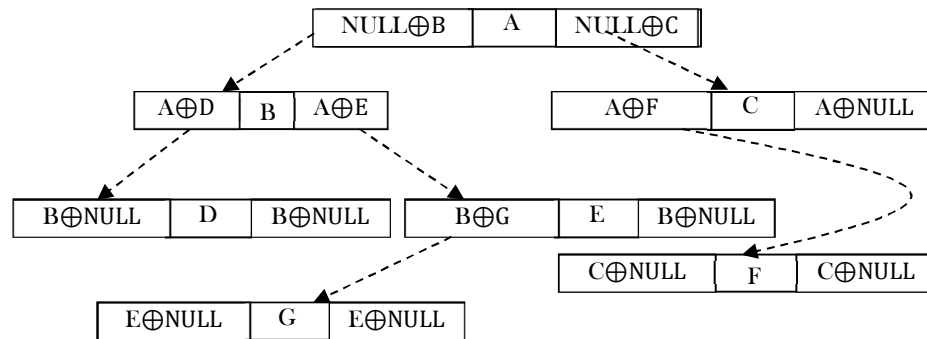 NULL⊕B A NULL⊕C
A⊕D B A⊕E A⊕F C A⊕NULL
B⊕NULL D B⊕NULL B⊕G E B⊕NULL
C⊕NULL F C⊕NULL
E⊕NULL G E⊕NULL